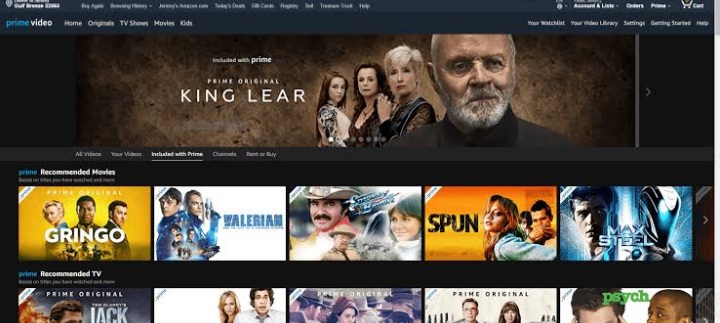 Gulf Breeze 32563
Buy Again Browsing History Jenny's Amazon.com Today's Deals Gift Cards Registry Sell Treasure Truck Help
Account & Lists Orders Prime Cart
prime video Home Originals TV Shows Movies Kids
Your Watchlist Your Video Library Settings Getting Started Help
included with prime
PRIME ORIGINAL
KING LEAR
All Videos Your Videos Included with Prime Channels Rent or Buy
prime Recommended Movies
Based on titles you have watched and more
PRIME ORIGINAL
GRINGO
VALERIAN
SPUN
MAX STEEL
prime Recommended TV
Based on titles you have watched and more
PRIME ORIGINAL
TOM CLANCY'S
JACK
PRIME ORIGINAL
PRIME ORIGINAL
psych